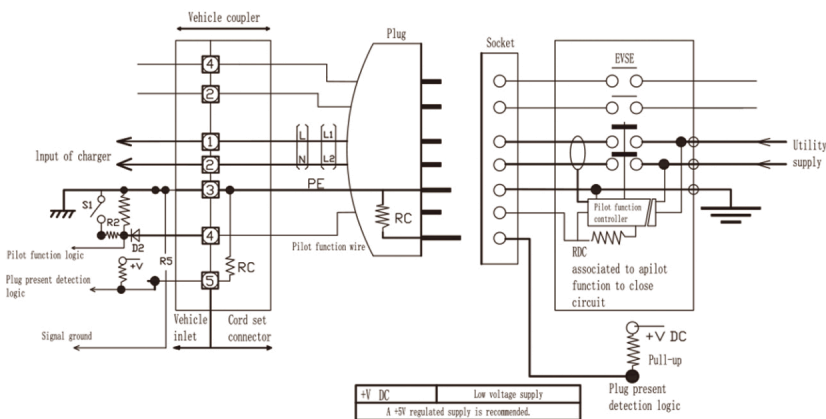 Vehicle coupler
Plug
Socket
EVSE
4
2
1
L
L1
2
N
L2
Input of charger
Utility
supply
3
PE
S1
R2
RC
Pilot function
controller
4
D2
Pilot function wire
Pilot function logic
+V
R5
RC
RDC
Plug present detection
logic
5
associated to apilot
function to close
circuit
Signal ground
Vehicle
inlet
Cord set
connector
+V DC
Pull-up
Plug present
detection logic
+V DC
Low voltage supply
A +5V regulated supply is recommended.